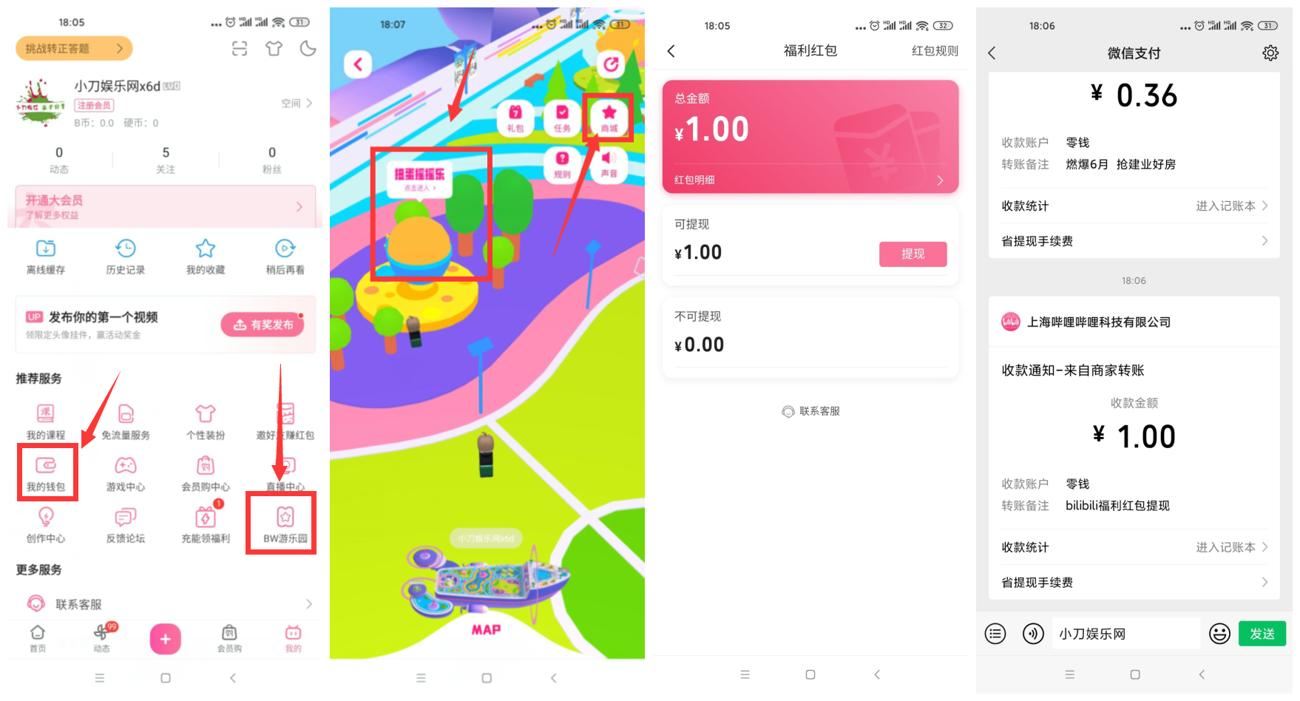 18:05
31
挑战转正答题
小刀娱乐网x6d LV0
注册会员
B币：0.0 硬币：0
空间
0
5
0
动态
关注
粉丝
开通大会员
了解更多权益
离线缓存
历史记录
我的收藏
稍后再看
UP 发布你的第一个视频
领限定头像挂件，赢活动奖金
有奖发布
推荐服务
我的课程
免流量服务
个性装扮
邀好友赚红包
我的钱包
游戏中心
会员购中心
直播中心
创作中心
反馈论坛
1
充能领福利
BW游乐园
更多服务
联系客服
首页
99
动态
会员购
我的
18:07
31
7
礼包
任务
商城
规则
声音
扭蛋摇摇乐
点击进入
小刀娱乐网x6d
MAP
18:05
32
福利红包
红包规则
总金额
¥1.00
红包明细
可提现
¥1.00
提现
不可提现
¥0.00
联系客服
18:06
31
微信支付
¥ 0.36
收款账户 零钱
转账备注 燃爆6月 抢建业好房
收款统计
进入记账本
省提现手续费
18:06
上海哔哩哔哩科技有限公司
收款通知-来自商家转账
收款金额
¥ 1.00
收款账户 零钱
转账备注 bilibili福利红包提现
收款统计
进入记账本
省提现手续费
小刀娱乐网
发送